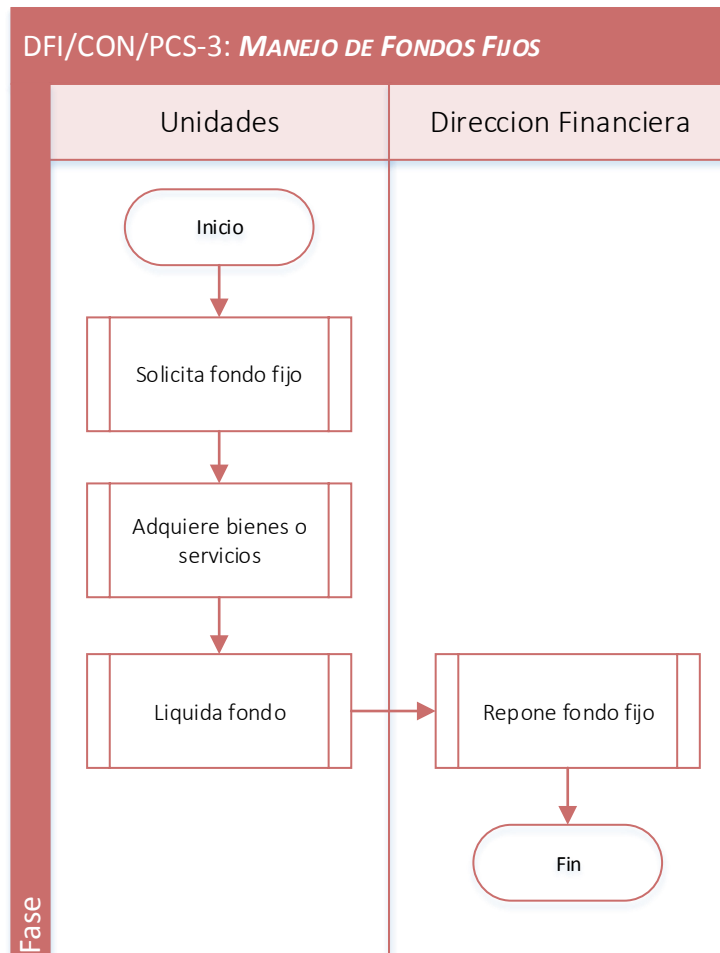 DFI/CON/PCS-3: MANEJO DE FONDOS FIJOS
Unidades
Direccion Financiera
Inicio
Solicita fondo fijo
Adquiere bienes o
servicios
Liquida fondo
Repone fondo fijo
Fin
Fase